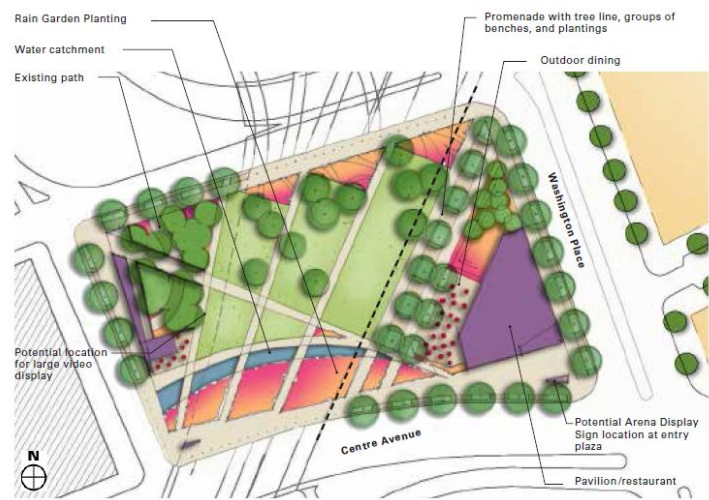 Rain Garden Planting
Water catchment
Existing path
Promenade with tree line, groups of
benches, and plantings
Outdoor dining
Washington Place
Potential location
for large video
display
Centre Avenue
Potential Arena Display
Sign location at entry
plaza
Pavilion/restaurant
N